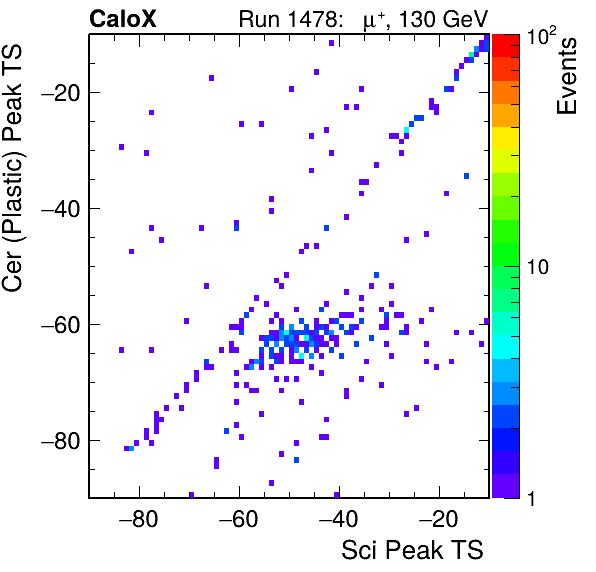 CaloX Run 1478: μ⁺, 130 GeV
Cer (Plastic) Peak TS
−20
−40
−60
−80
−80 −60 −40 −20
Sci Peak TS
10²
10
1
Events